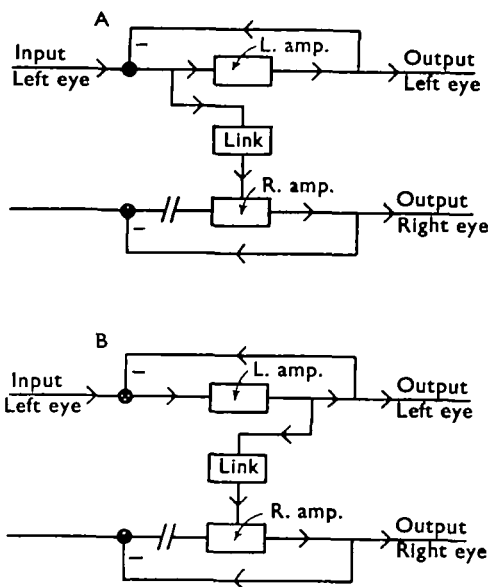 A
L. amp.
Input
Left eye
Output
Left eye
Link
R. amp.
Output
Right eye
B
L. amp.
Input
Left eye
Output
Left eye
Link
R. amp.
Output
Right eye